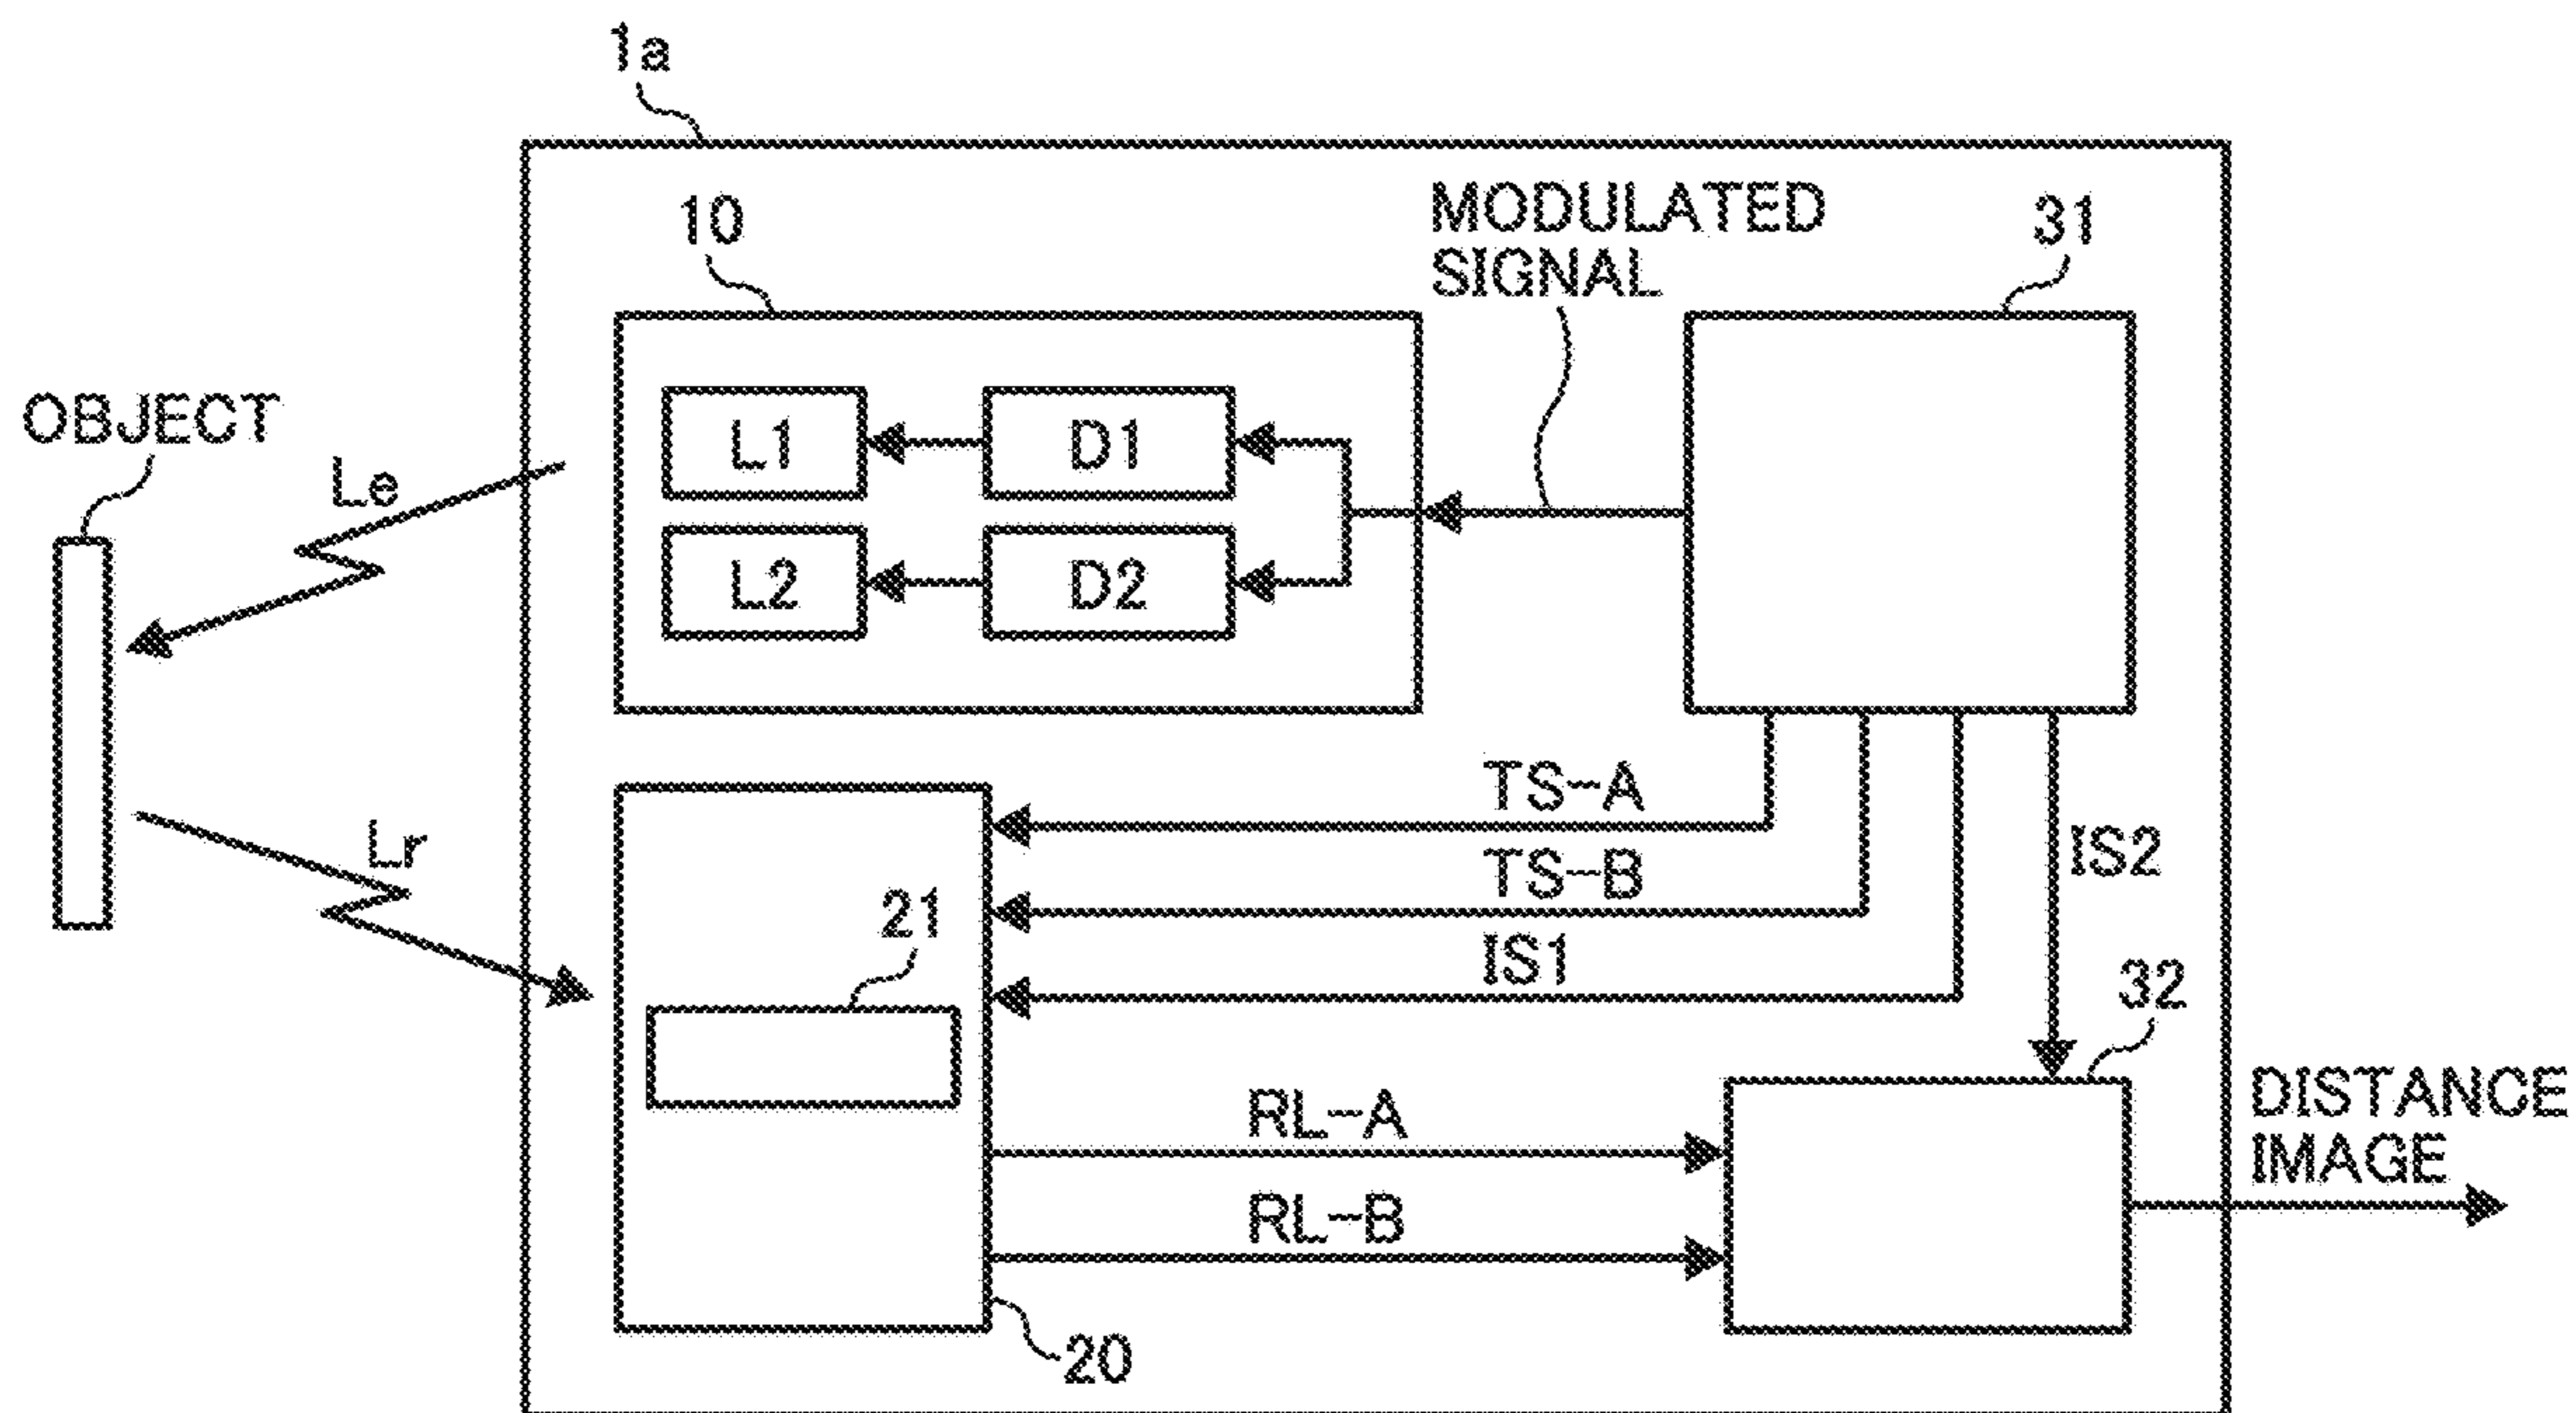 1a
10
MODULATED
SIGNAL
31
OBJECT
Le
L1
D1
L2
D2
TS-A
Lr
TS-B
IS2
21
IS1
32
RL-A
DISTANCE
IMAGE
RL-B
20